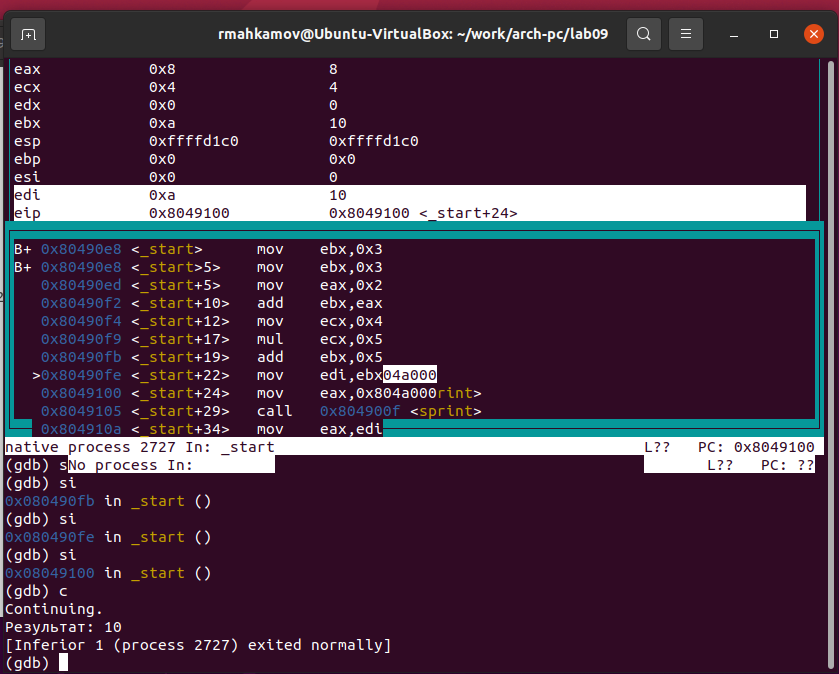 rmahkamov@Ubuntu-VirtualBox: ~/work/arch-pc/lab09
eax 0x8 8
ecx 0x4 4
edx 0x0 0
ebx 0xa 10
esp 0xffffd1c0 0xffffd1c0
ebp 0x0 0x0
esi 0x0 0
edi 0xa 10
eip 0x8049100 0x8049100 <_start+24>
B+ 0x80490e8 <_start> mov ebx,0x3
B+ 0x80490e8 <_start>5> mov ebx,0x3
0x80490ed <_start+5> mov eax,0x2
0x80490f2 <_start+10> add ebx,eax
0x80490f4 <_start+12> mov ecx,0x4
0x80490f9 <_start+17> mul ecx,0x5
0x80490fb <_start+19> add ebx,0x5
>0x80490fe <_start+22> mov edi,ebx04a000
0x8049100 <_start+24> mov eax,0x804a000rint>
0x8049105 <_start+29> call 0x804900f <sprint>
0x804910a <_start+34> mov eax,edi
native process 2727 In: _start L?? PC: 0x8049100
(gdb) sNo process In: L?? PC: ??
(gdb) si
0x080490fb in _start ()
(gdb) si
0x080490fe in _start ()
(gdb) si
0x08049100 in _start ()
(gdb) c
Continuing.
Результат: 10
[Inferior 1 (process 2727) exited normally]
(gdb)